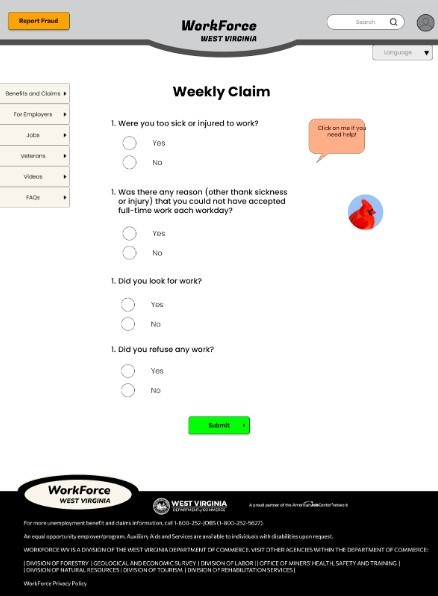 Report Fraud
WorkForce
WEST VIRGINIA
Search
Language
Benefits and Claims
For Employers
Jobs
Veterans
Videos
FAQs
Weekly Claim
1. Were you too sick or injured to work?
Yes
No
Click on me if you
need help!
1. Was there any reason (other thank sickness
or injury) that you could not have accepted
full-time work each workday?
Yes
No
1. Did you look for work?
Yes
No
1. Did you refuse any work?
Yes
No
Submit
WorkForce
WEST VIRGINIA
WEST VIRGINIA
DEPARTMENT OF COMMERCE
A proud partner of the AmericanJobCenter network
For more unemployment benefit and claims information, call 1-800-252-JOBS (1-800-252-5627).
An equal opportunity employer/program. Auxiliary Aids and Services are available to individuals with disabilities upon request.
WORKFORCE WV IS A DIVISION OF THE WEST VIRGINIA DEPARTMENT OF COMMERCE. VISIT OTHER AGENCIES WITHIN THE DEPARTMENT OF COMMERCE:
| DIVISION OF FORESTRY | GEOLOGICAL AND ECONOMIC SURVEY | DIVISION OF LABOR | | OFFICE OF MINERS' HEALTH, SAFETY AND TRAINING |
| DIVISION OF NATURAL RESOURCES | DIVISION OF TOURISM | DIVISION OF REHABILITATION SERVICES |
WorkForce Privacy Policy